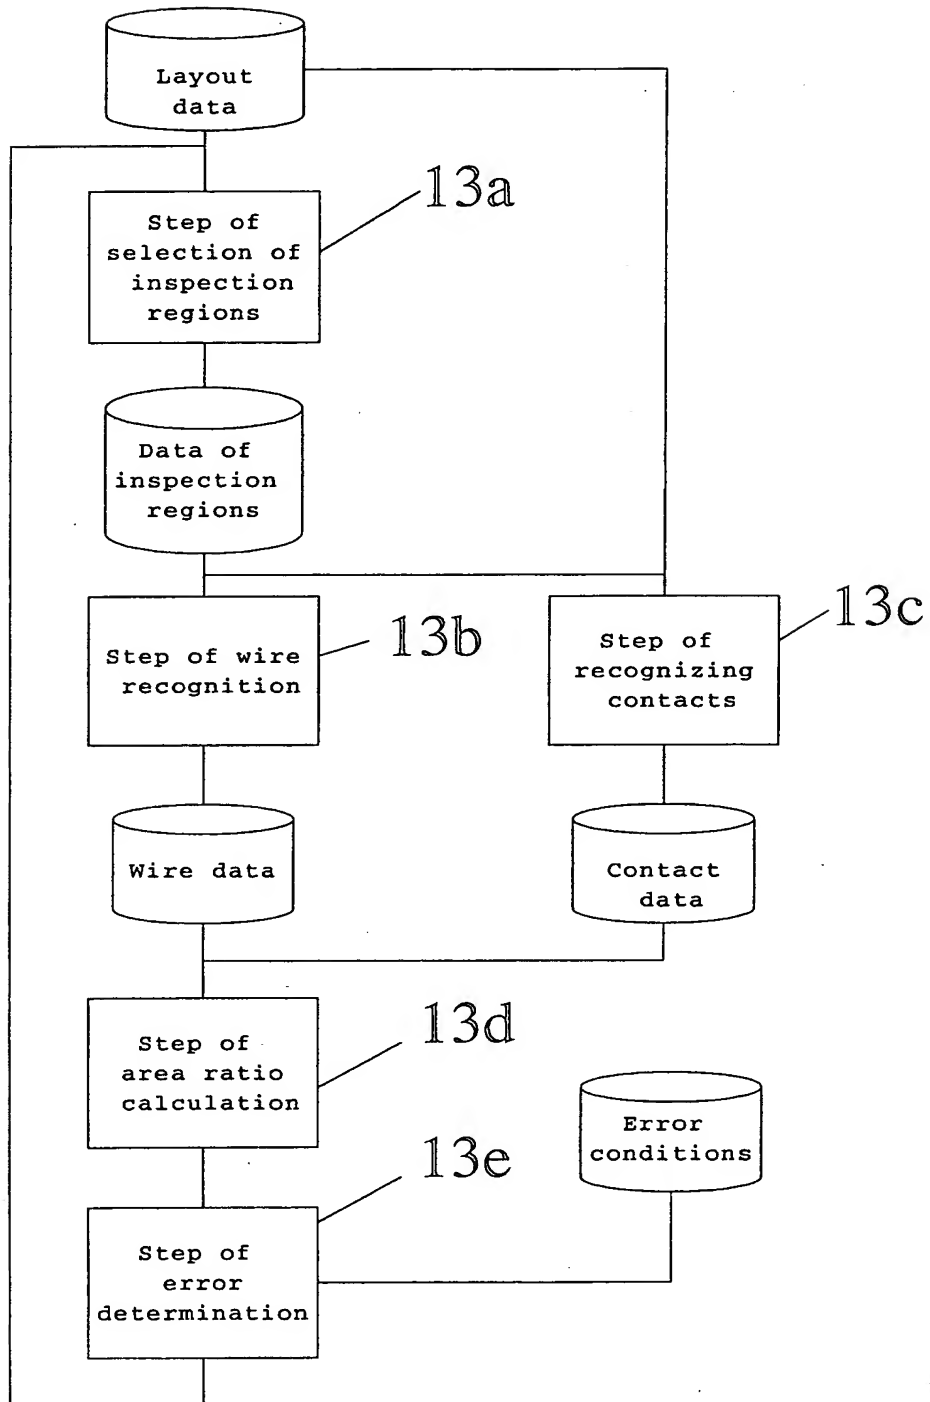 Layout
data
13a
Step of
selection of
inspection
regions
Data of
inspection
regions
13b
Step of wire
recognition
13c
Step of
recognizing
contacts
Wire data
Contact
data
13d
Step of
area ratio
calculation
Error
conditions
13e
Step of
error
determination